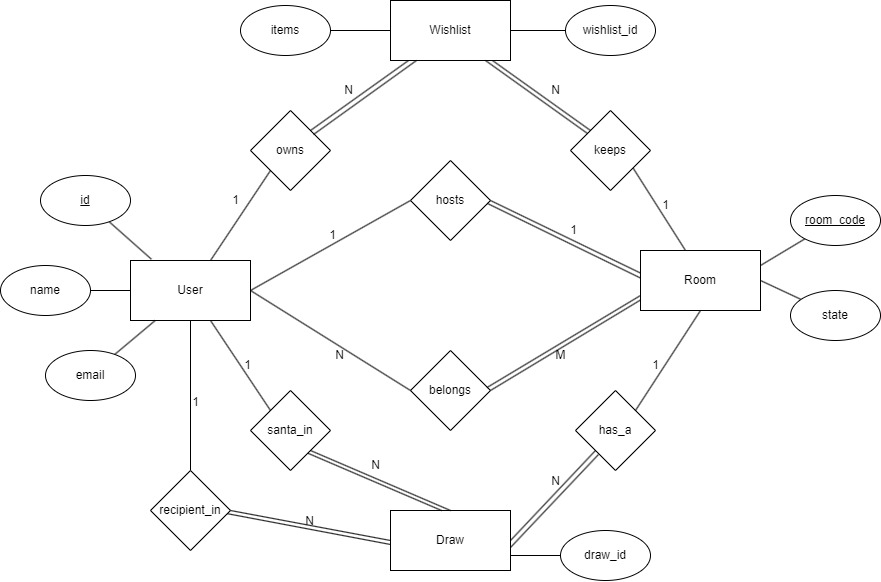 items
Wishlist
wishlist_id
N
N
owns
keeps
id
1
hosts
1
room_code
1
1
name
User
Room
state
email
1
N
M
1
belongs
1
santa_in
has_a
N
N
recipient_in
N
Draw
draw_id